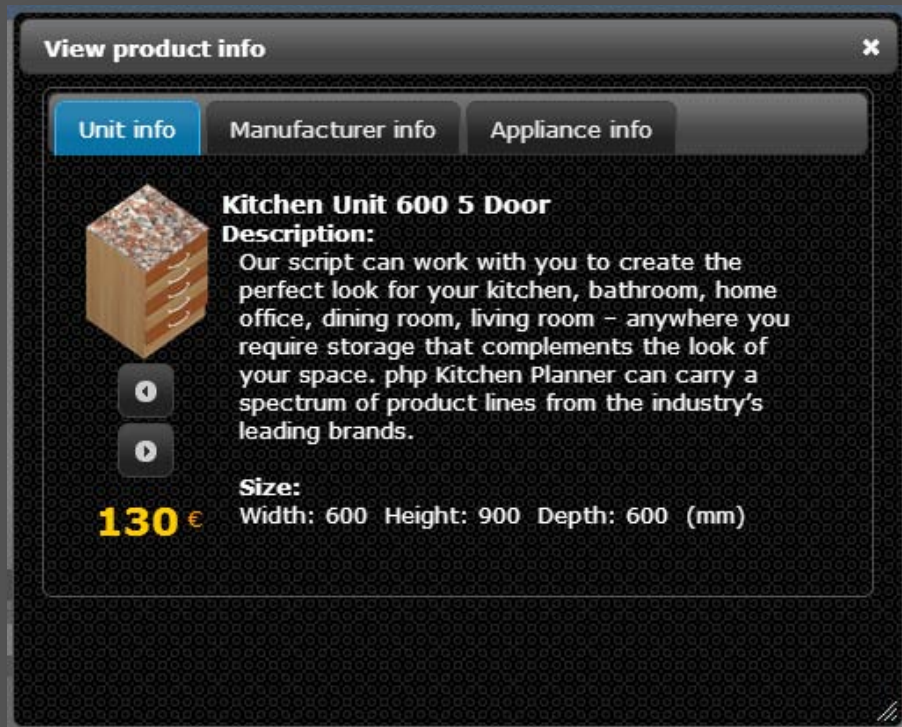 View product info
Unit info Manufacturer info Appliance info
Kitchen Unit 600 5 Door
Description:
Our script can work with you to create the
perfect look for your kitchen, bathroom, home
office, dining room, living room – anywhere you
require storage that complements the look of
your space. php Kitchen Planner can carry a
spectrum of product lines from the industry’s
leading brands.
Size:
130 € Width: 600 Height: 900 Depth: 600 (mm)